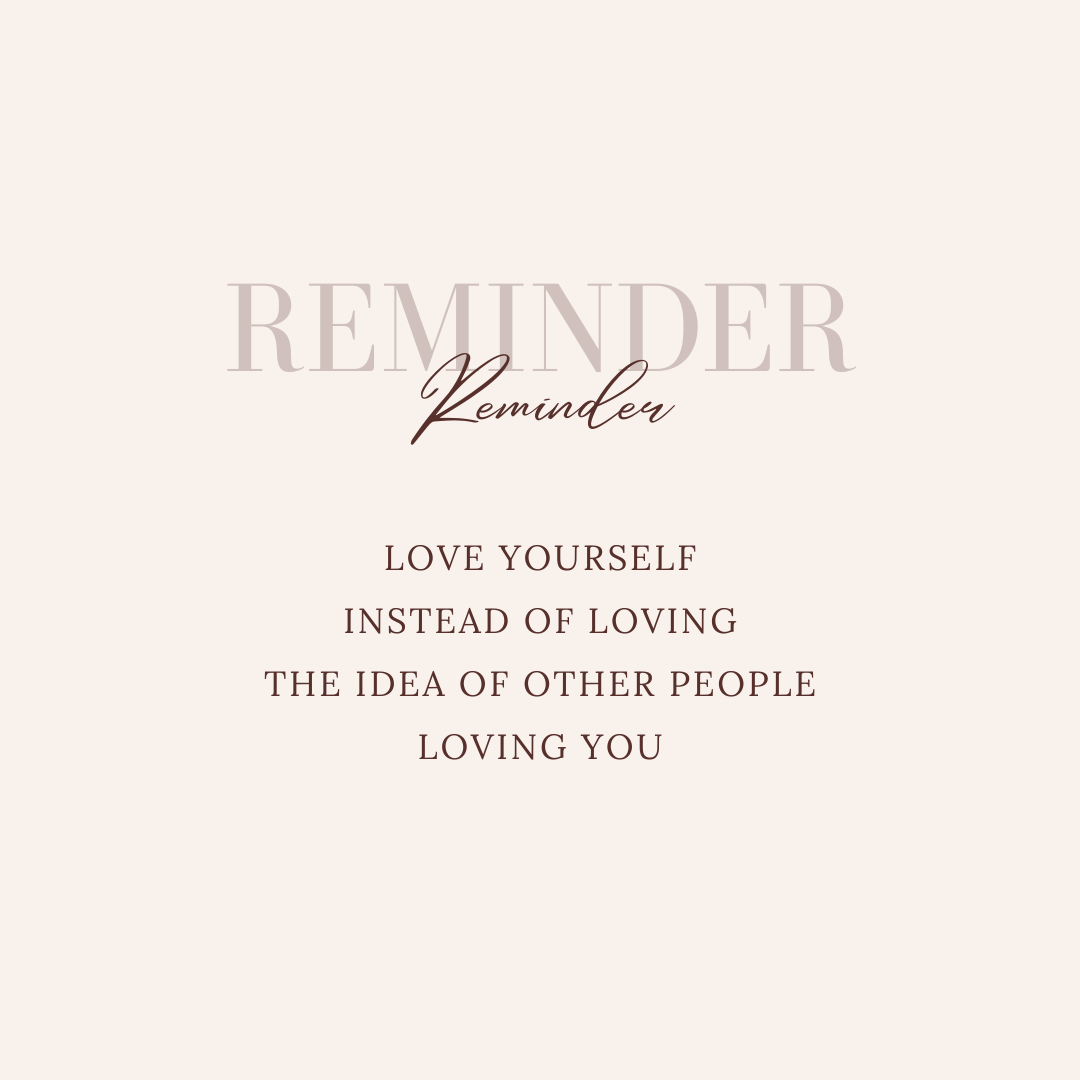 REMINDER
Reminder
LOVE YOURSELF
INSTEAD OF LOVING
THE IDEA OF OTHER PEOPLE
LOVING YOU